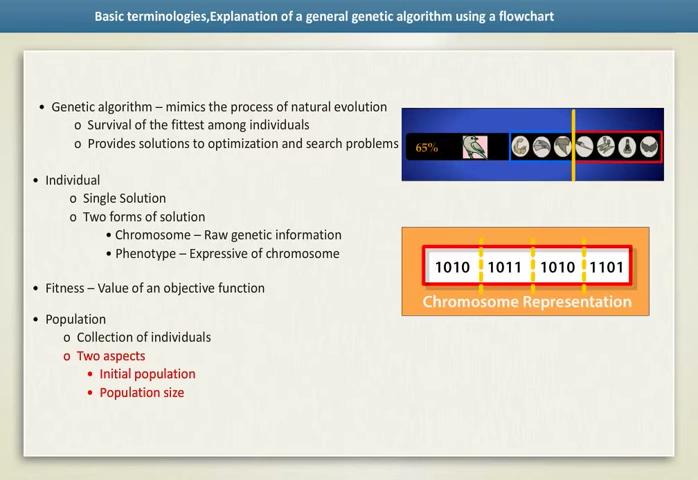 Basic terminologies,Explanation of a general genetic algorithm using a flowchart
• Genetic algorithm – mimics the process of natural evolution
o Survival of the fittest among individuals
o Provides solutions to optimization and search problems
• Individual
o Single Solution
o Two forms of solution
• Chromosome – Raw genetic information
• Phenotype – Expressive of chromosome
• Fitness – Value of an objective function
• Population
o Collection of individuals
o Two aspects
• Initial population
• Population size
65%
1010 1011 1010 1101
Chromosome Representation